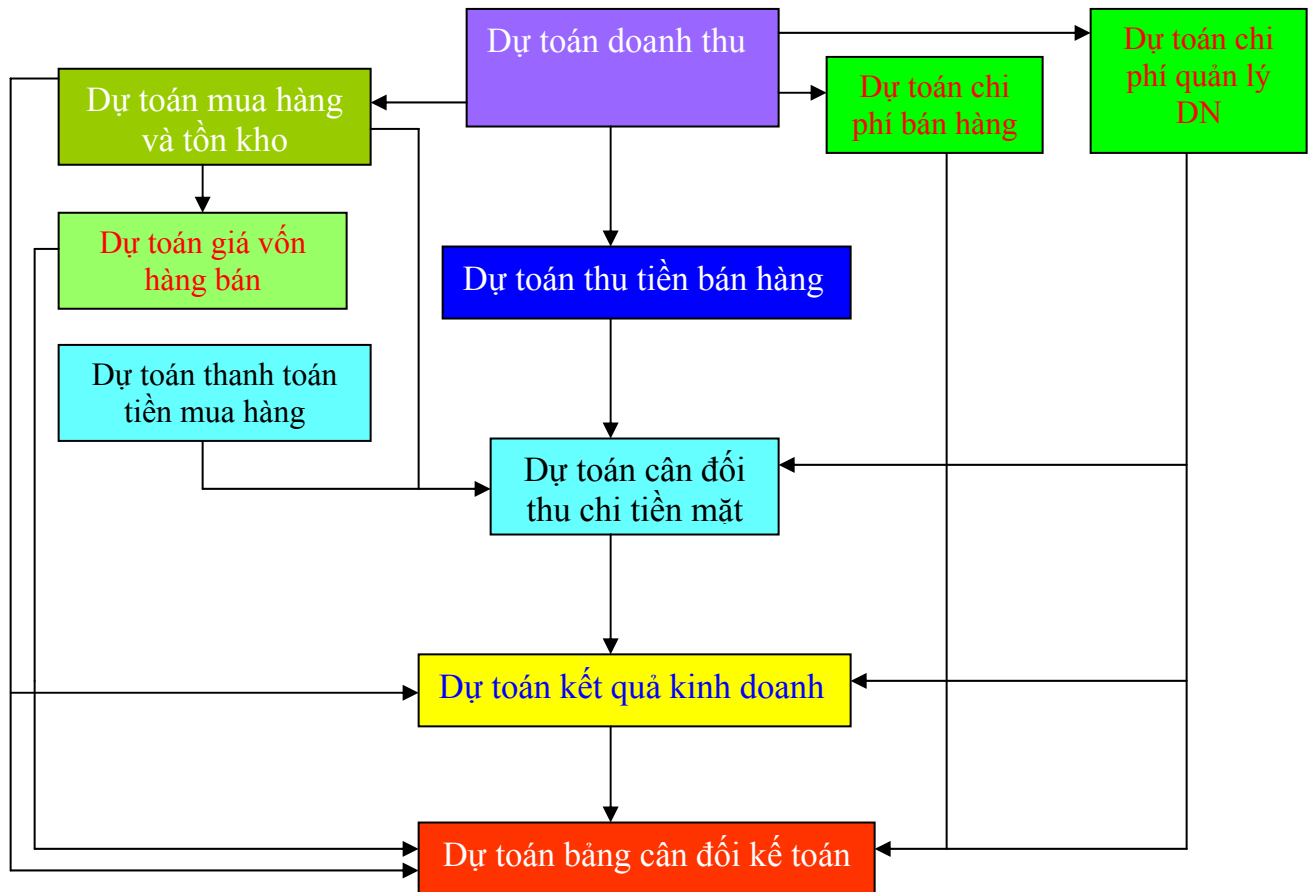 Dự toán doanh thu
Dự toán chi
phí quản lý
DN
Dự toán mua hàng
và tồn kho
Dự toán chi
phí bán hàng
Dự toán giá vốn
hàng bán
Dự toán thu tiền bán hàng
Dự toán thanh toán
tiền mua hàng
Dự toán cân đối
thu chi tiền mặt
Dự toán kết quả kinh doanh
Dự toán bảng cân đối kế toán